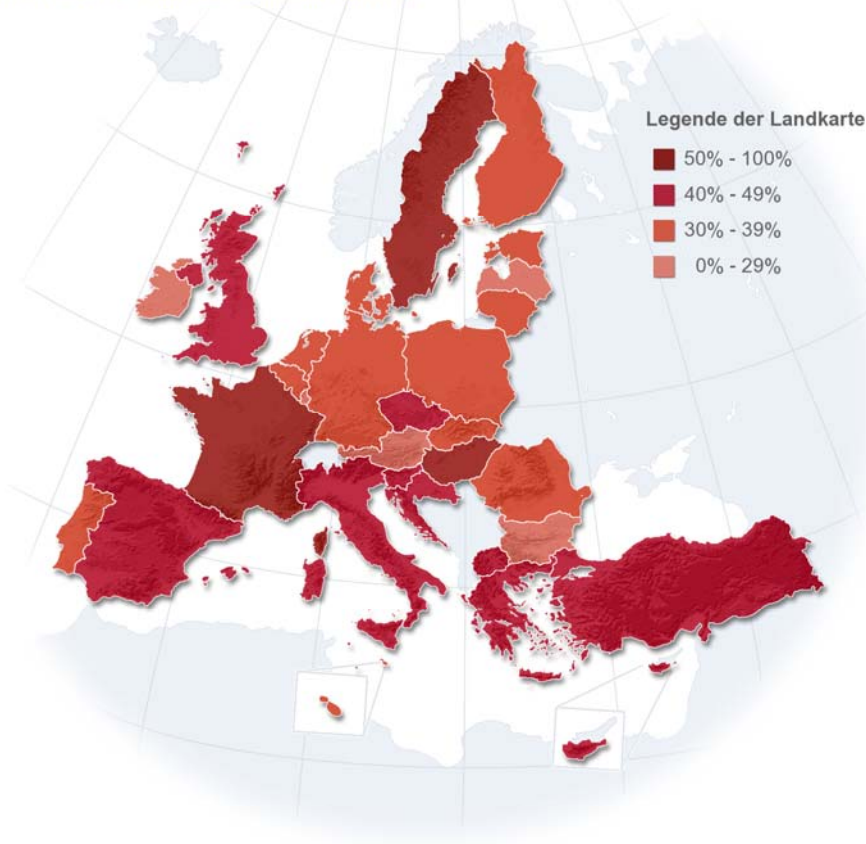 Legende der Landkarte
50% - 100%
40% - 49%
30% - 39%
0% - 29%